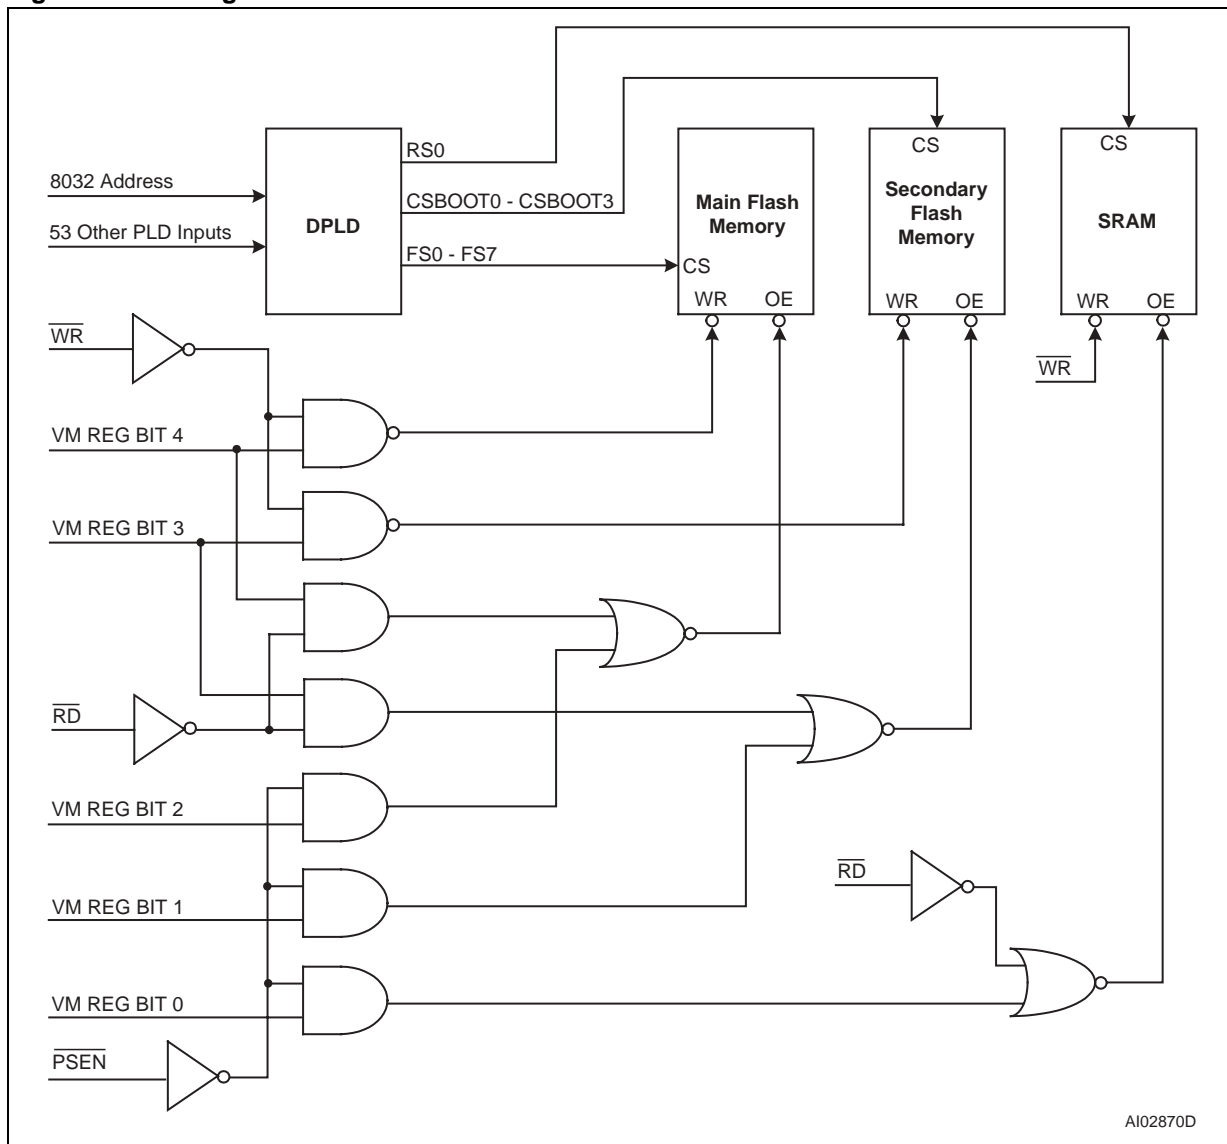 RS0
8032 Address
CSBOOT0 - CSBOOT3
53 Other PLD Inputs
DPLD
FS0 - FS7
CS
Main Flash
Memory
WR OE
CS
Secondary
Flash
Memory
WR OE
CS
SRAM
WR OE
WR
WR
VM REG BIT 4
VM REG BIT 3
RD
VM REG BIT 2
VM REG BIT 1
RD
VM REG BIT 0
PSEN
AI02870D